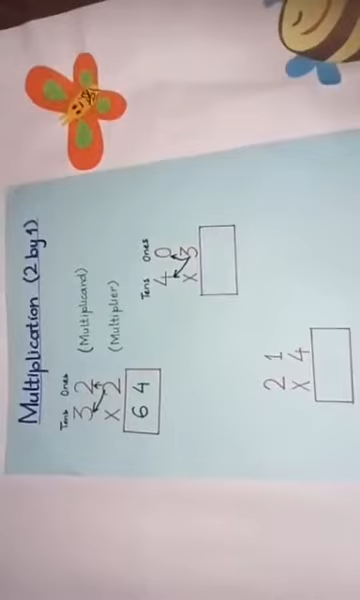 Multiplication (2 by 1)
Tens Ones
3 2 (Multiplicand)
X 2 (Multiplier)
6 4
Tens Ones
4 0
X 3
2 1
X 4